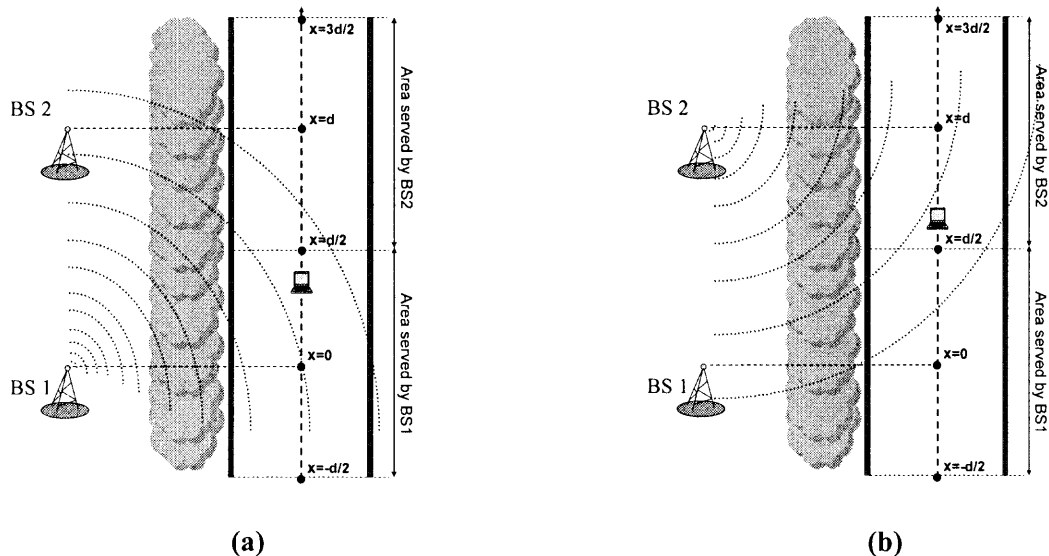 x=3d/2
BS 2
x=d
Area served by BS2
x=d/2
BS 1
x=0
Area served by BS1
x=-d/2
(a)
x=3d/2
BS 2
x=d
Area served by BS2
x=d/2
BS 1
x=0
Area served by BS1
x=-d/2
(b)